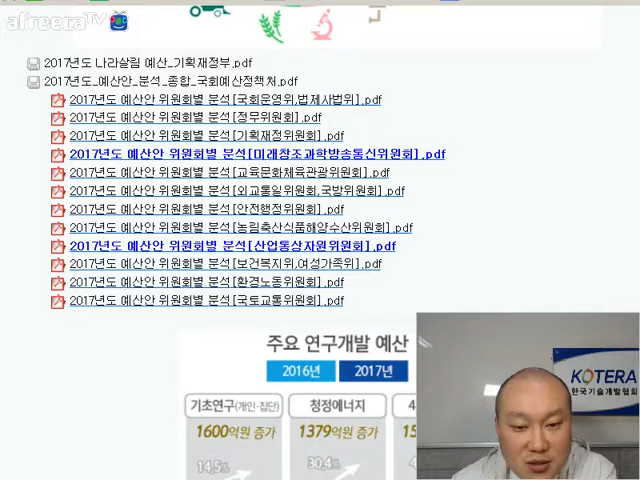 afreecaTV
2017년도 나라살림 예산_기획재정부.pdf
2017년도_예산안_분석_종합_국회예산정책처.pdf
2017년도 예산안 위원회별 분석[국회운영위,법제사법위].pdf
2017년도 예산안 위원회별 분석[정무위원회].pdf
2017년도 예산안 위원회별 분석[기획재정위원회].pdf
2017년도 예산안 위원회별 분석[미래창조과학방송통신위원회].pdf
2017년도 예산안 위원회별 분석[교육문화체육관광위원회].pdf
2017년도 예산안 위원회별 분석[외교통일위원회,국방위원회].pdf
2017년도 예산안 위원회별 분석[안전행정위원회].pdf
2017년도 예산안 위원회별 분석[농림축산식품해양수산위원회].pdf
2017년도 예산안 위원회별 분석[산업통상자원위원회].pdf
2017년도 예산안 위원회별 분석[보건복지위,여성가족위].pdf
2017년도 예산안 위원회별 분석[환경노동위원회].pdf
2017년도 예산안 위원회별 분석[국토교통위원회].pdf
주요 연구개발 예산
2016년 2017년
기초연구(개인·집단) 청정에너지 4
1600억원 증가 1379억원 증가 15
14.5% 30.4%
KOTERA
한국기술개발협회